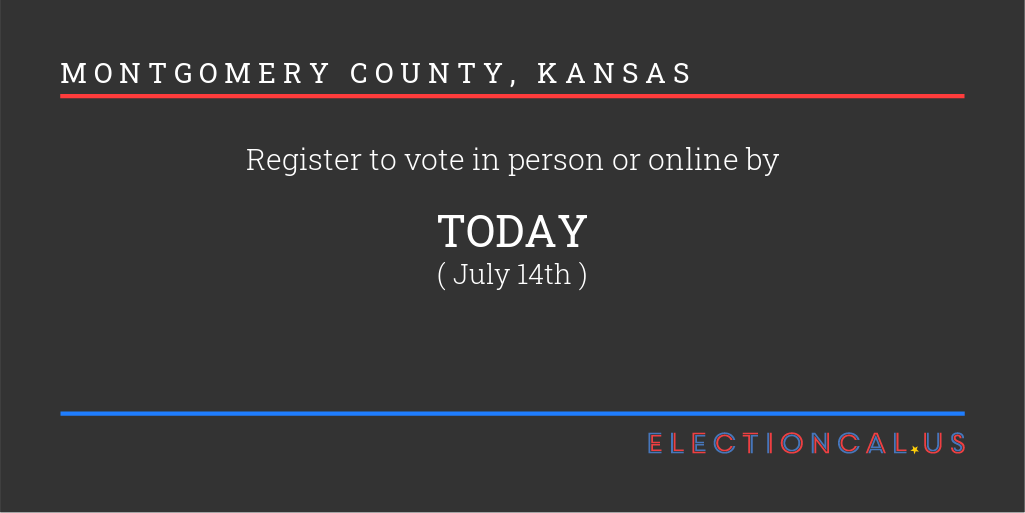 MONTGOMERY COUNTY, KANSAS
Register to vote in person or online by
TODAY
( July 14th )
ELECTIONCAL.US